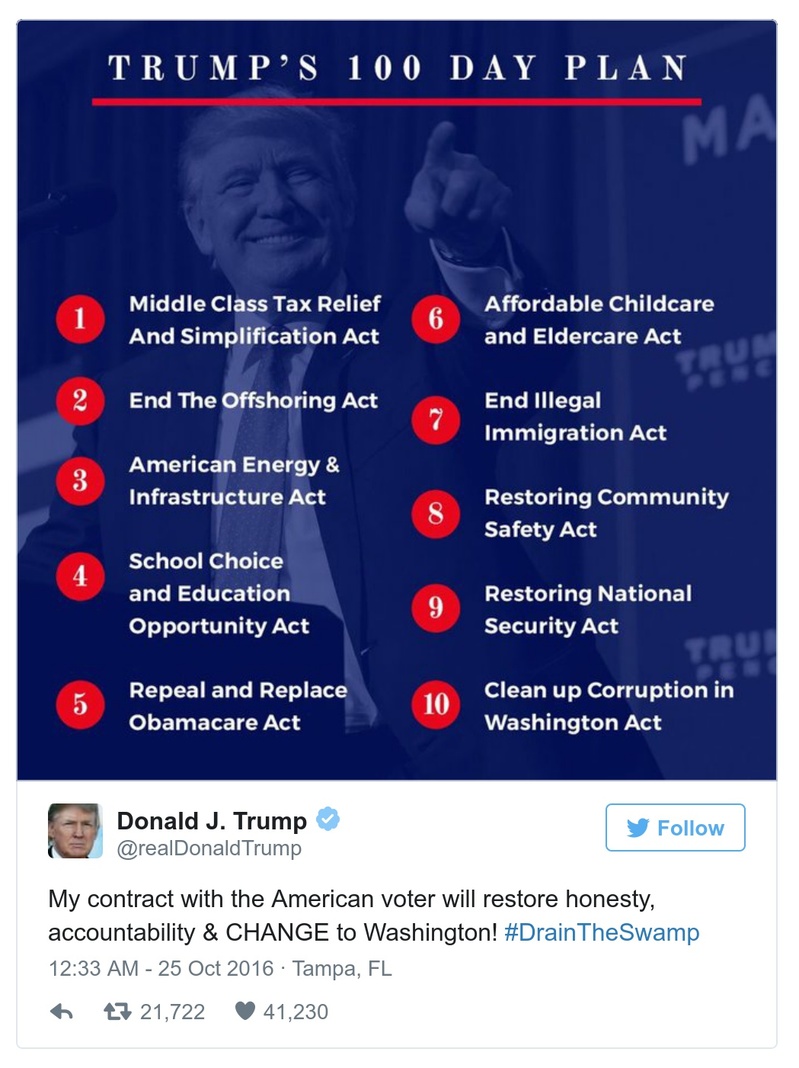 TRUMP'S 100 DAY PLAN
MA
1
Middle Class Tax Relief
And Simplification Act
2
End The Offshoring Act
3
American Energy &
Infrastructure Act
4
School Choice
and Education
Opportunity Act
5
Repeal and Replace
Obamacare Act
6
Affordable Childcare
and Eldercare Act
7
End Illegal
Immigration Act
8
Restoring Community
Safety Act
9
Restoring National
Security Act
10
Clean up Corruption in
Washington Act
TRUM
PENC
TRUM
PENC
Donald J. Trump
@realDonaldTrump
Follow
My contract with the American voter will restore honesty,
accountability & CHANGE to Washington! #DrainTheSwamp
12:33 AM - 25 Oct 2016 · Tampa, FL
21,722 41,230